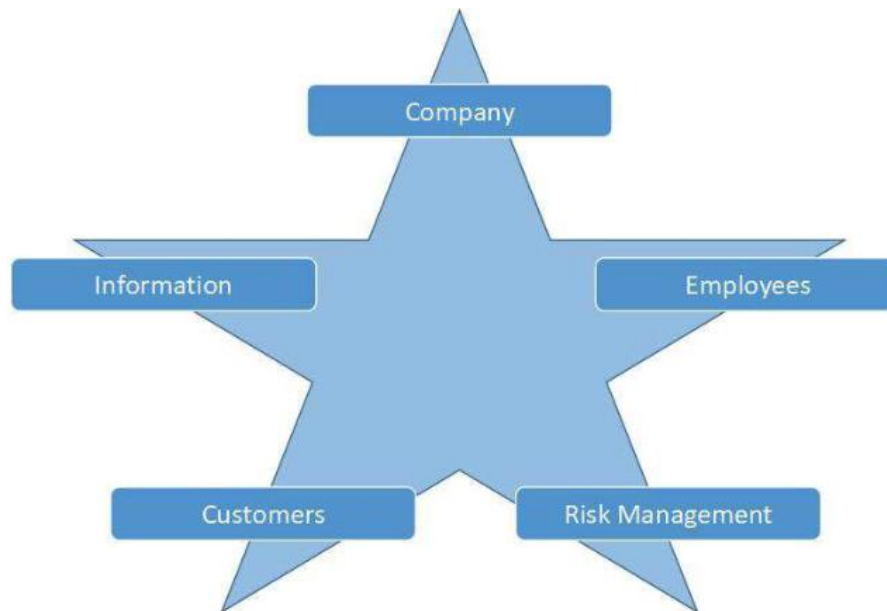 Company
Information
Employees
Customers
Risk Management